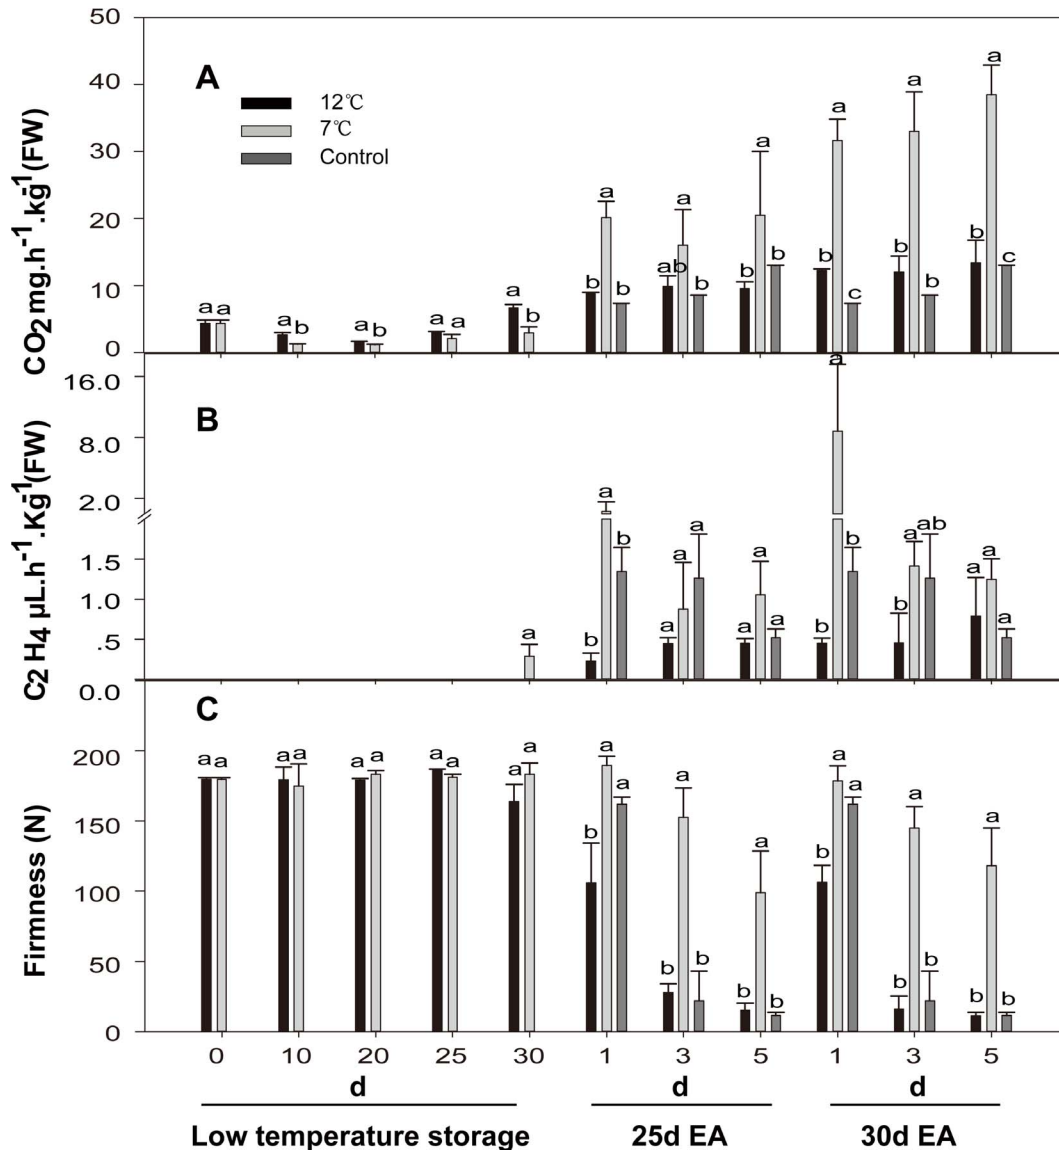 A
12℃
7℃
Control
CO2 mg.h-1.kg-1(FW)
50
40
30
20
10
0
a a a b a b a a a b b a b ab a b b a b b a c b a b b a c
B
C2H4 μL.h-1.Kg-1(FW)
16.0
8.0
2.0
1.5
1.0
.5
0.0
a b a b a a a a a a b a b b a ab a a a
C
Firmness (N)
200
150
100
50
0
a a a a a a a a a a b a a b a b b a b b a a b a b b a b
0 10 20 25 30 1 3 5 1 3 5
d d d
Low temperature storage 25d EA 30d EA